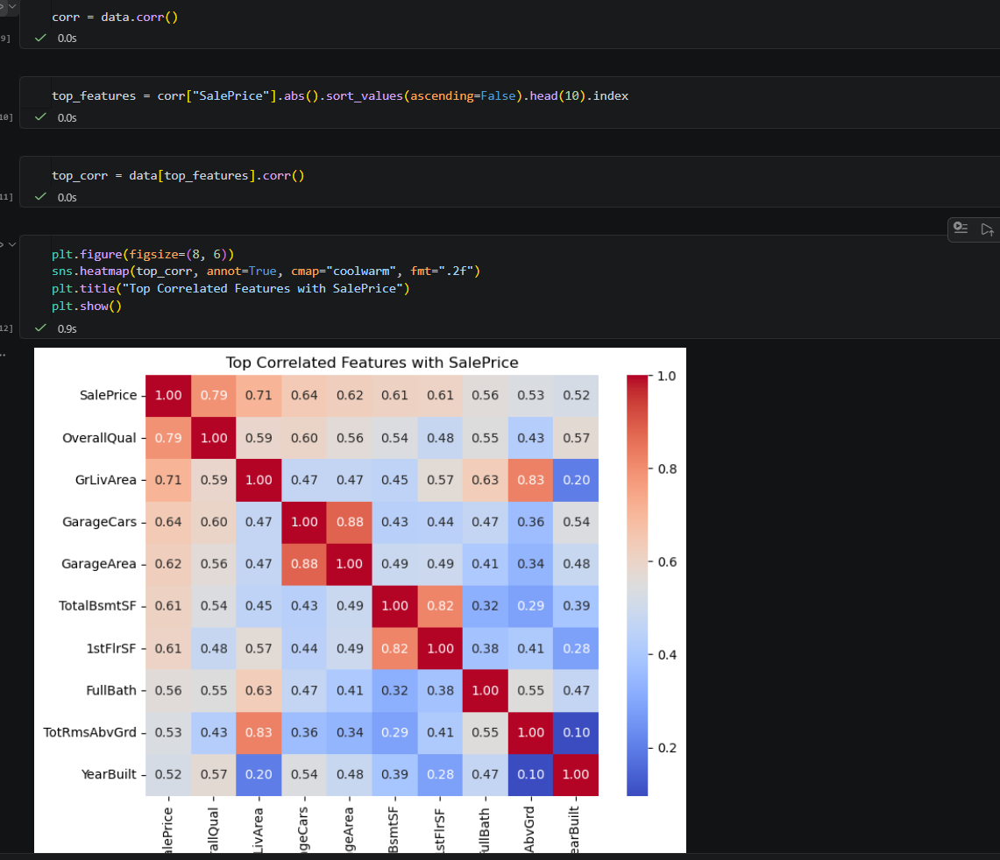 corr = data.corr()
9]
0.0s
top_features = corr["SalePrice"].abs().sort_values(ascending=False).head(10).index
10]
0.0s
top_corr = data[top_features].corr()
11]
0.0s
plt.figure(figsize=(8, 6))
sns.heatmap(top_corr, annot=True, cmap="coolwarm", fmt=".2f")
plt.title("Top Correlated Features with SalePrice")
plt.show()
12]
0.9s
Top Correlated Features with SalePrice
SalePrice 1.00 0.79 0.71 0.64 0.62 0.61 0.61 0.56 0.53 0.52
OverallQual 0.79 1.00 0.59 0.60 0.56 0.54 0.48 0.55 0.43 0.57
GrLivArea 0.71 0.59 1.00 0.47 0.47 0.45 0.57 0.63 0.83 0.20
GarageCars 0.64 0.60 0.47 1.00 0.88 0.43 0.44 0.47 0.36 0.54
GarageArea 0.62 0.56 0.47 0.88 1.00 0.49 0.49 0.41 0.34 0.48
TotalBsmtSF 0.61 0.54 0.45 0.43 0.49 1.00 0.82 0.32 0.29 0.39
1stFlrSF 0.61 0.48 0.57 0.44 0.49 0.82 1.00 0.38 0.41 0.28
FullBath 0.56 0.55 0.63 0.47 0.41 0.32 0.38 1.00 0.55 0.47
TotRmsAbvGrd 0.53 0.43 0.83 0.36 0.34 0.29 0.41 0.55 1.00 0.10
YearBuilt 0.52 0.57 0.20 0.54 0.48 0.39 0.28 0.47 0.10 1.00
alePrice
allQual
LivArea
geCars
geArea
BsmtSF
stFlrSF
ullBath
AbvGrd
earBuilt
1.0
0.8
0.6
0.4
0.2